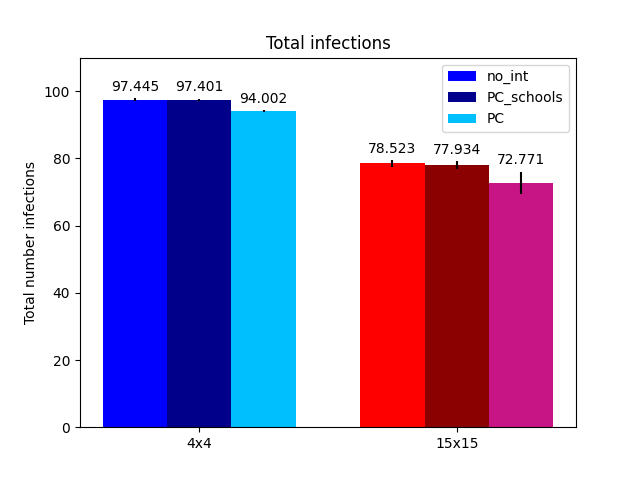 Total infections
no_int
PC_schools
PC
97.445
97.401
94.002
78.523
77.934
72.771
Total number infections
100
80
60
40
20
0
4x4
15x15